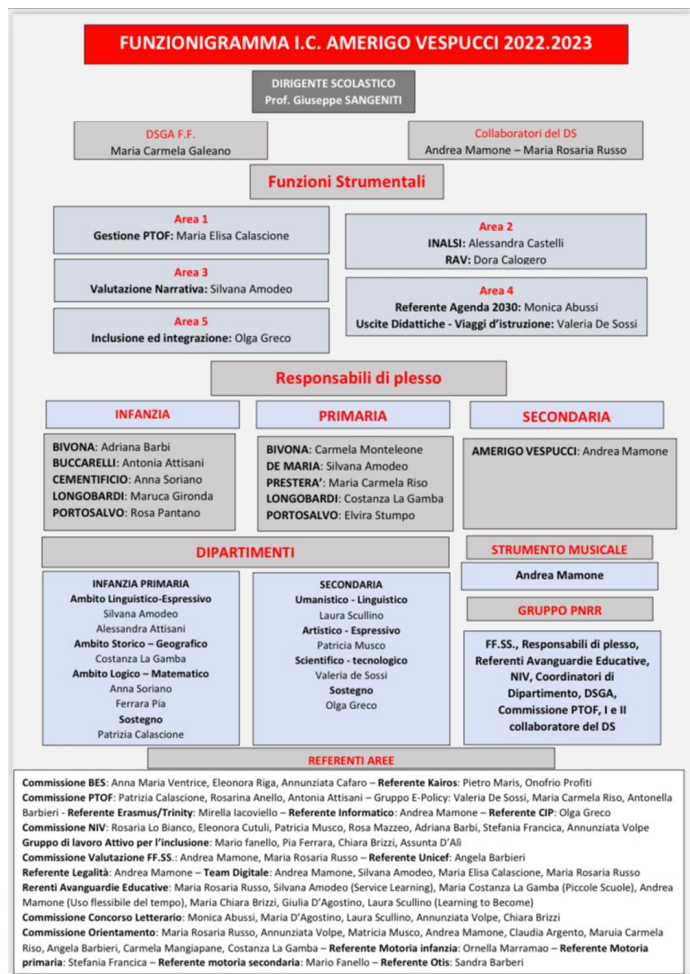 FUNZIONIGRAMMA I.C. AMERIGO VESPUCCI 2022.2023
DIRIGENTE SCOLASTICO
Prof. Giuseppe SANGENITI
DSGA F.F.
Maria Carmela Galeano
Collaboratori del DS
Andrea Mamone – Maria Rosaria Russo
Funzioni Strumentali
Area 1
Gestione PTOF: Maria Elisa Calascione
Area 2
INALSI: Alessandra Castelli
RAV: Dora Calogero
Area 3
Valutazione Narrativa: Silvana Amodeo
Area 4
Referente Agenda 2030: Monica Abussi
Uscite Didattiche - Viaggi d’istruzione: Valeria De Sossi
Area 5
Inclusione ed integrazione: Olga Greco
Responsabili di plesso
INFANZIA
BIVONA: Adriana Barbi
BUCCARELLI: Antonia Attisani
CEMENTIFICIO: Anna Soriano
LONGOBARDI: Maruca Gironda
PORTOSALVO: Rosa Pantano
PRIMARIA
BIVONA: Carmela Monteleone
DE MARIA: Silvana Amodeo
PRESTERA’: Maria Carmela Riso
LONGOBARDI: Costanza La Gamba
PORTOSALVO: Elvira Stumpo
SECONDARIA
AMERIGO VESPUCCI: Andrea Mamone
DIPARTIMENTI
INFANZIA PRIMARIA
Ambito Linguistico-Espressivo
Silvana Amodeo
Alessandra Attisani
Ambito Storico – Geografico
Costanza La Gamba
Ambito Logico – Matematico
Anna Soriano
Ferrara Pia
Sostegno
Patrizia Calascione
SECONDARIA
Umanistico - Linguistico
Laura Scullino
Artistico - Espressivo
Patricia Musco
Scientifico - tecnologico
Valeria de Sossi
Sostegno
Olga Greco
STRUMENTO MUSICALE
Andrea Mamone
GRUPPO PNRR
FF.SS., Responsabili di plesso,
Referenti Avanguardie Educative,
NIV, Coordinatori di
Dipartimento, DSGA,
Commissione PTOF, I e II
collaboratore del DS
REFERENTI AREE
Commissione BES: Anna Maria Ventrice, Eleonora Riga, Annunziata Cafaro – Referente Kairos: Pietro Maris, Onofrio Profiti
Commissione PTOF: Patrizia Calascione, Rosarina Anello, Antonia Attisani – Gruppo E-Policy: Valeria De Sossi, Maria Carmela Riso, Antonella
Barbieri - Referente Erasmus/Trinity: Mirella Iacoviello – Referente Informatico: Andrea Mamone – Referente CIP: Olga Greco
Commissione NIV: Rosaria Lo Bianco, Eleonora Cutuli, Patricia Musco, Rosa Mazzeo, Adriana Barbi, Stefania Francica, Annunziata Volpe
Gruppo di lavoro Attivo per l’inclusione: Mario fanello, Pia Ferrara, Chiara Brizzi, Assunta D’Alì
Commissione Valutazione FF.SS.: Andrea Mamone, Maria Rosaria Russo – Referente Unicef: Angela Barbieri
Referente Legalità: Andrea Mamone – Team Digitale: Andrea Mamone, Silvana Amodeo, Maria Elisa Calascione, Maria Rosaria Russo
Rerenti Avanguardie Educative: Maria Rosaria Russo, Silvana Amodeo (Service Learning), Maria Costanza La Gamba (Piccole Scuole), Andrea
Mamone (Uso flessibile del tempo), Maria Chiara Brizzi, Giulia D’Agostino, Laura Scullino (Learning to Become)
Commissione Concorso Letterario: Monica Abussi, Maria D’Agostino, Laura Scullino, Annunziata Volpe, Chiara Brizzi
Commissione Orientamento: Maria Rosaria Russo, Annunziata Volpe, Matricia Musco, Andrea Mamone, Claudia Argento, Maruia Carmela
Riso, Angela Barbieri, Carmela Mangiapane, Costanza La Gamba – Referente Motoria infanzia: Ornella Marramao – Referente Motoria
primaria: Stefania Francica – Referente motoria secondaria: Mario Fanello – Referente Otis: Sandra Barberi